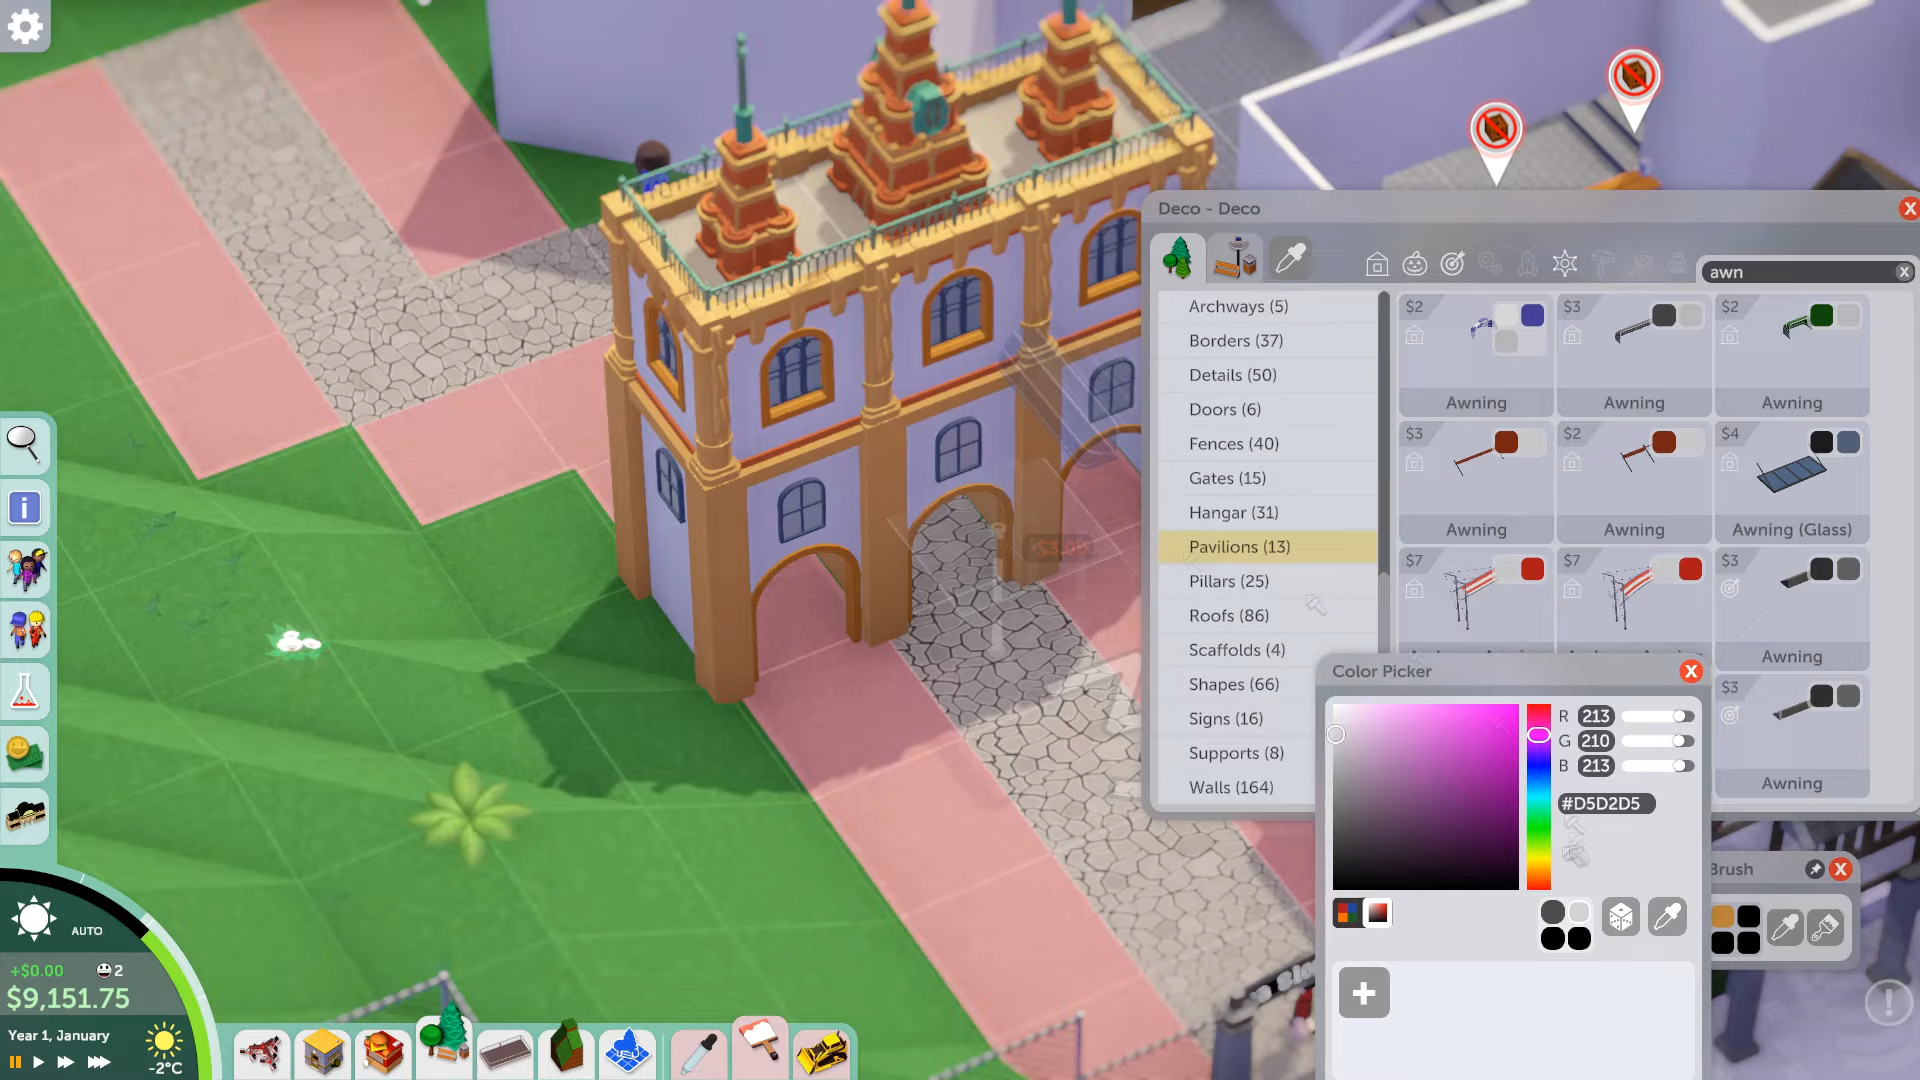 Deco - Deco
X
awn
X
Archways (5)
Borders (37)
Details (50)
Doors (6)
Fences (40)
Gates (15)
Hangar (31)
Pavilions (13)
Pillars (25)
Roofs (86)
Scaffolds (4)
Shapes (66)
Signs (16)
Supports (8)
Walls (164)
$2 $3 $2
Awning Awning Awning
$3 $2 $4
Awning Awning Awning (Glass)
$7 $7 $3
Awning
$3
Awning
-$3.00
Color Picker
X
R 213
G 210
B 213
#D5D2D5
Brush
X
i
AUTO
+$0.00 2
$9,151.75
Year 1, January
-2°C